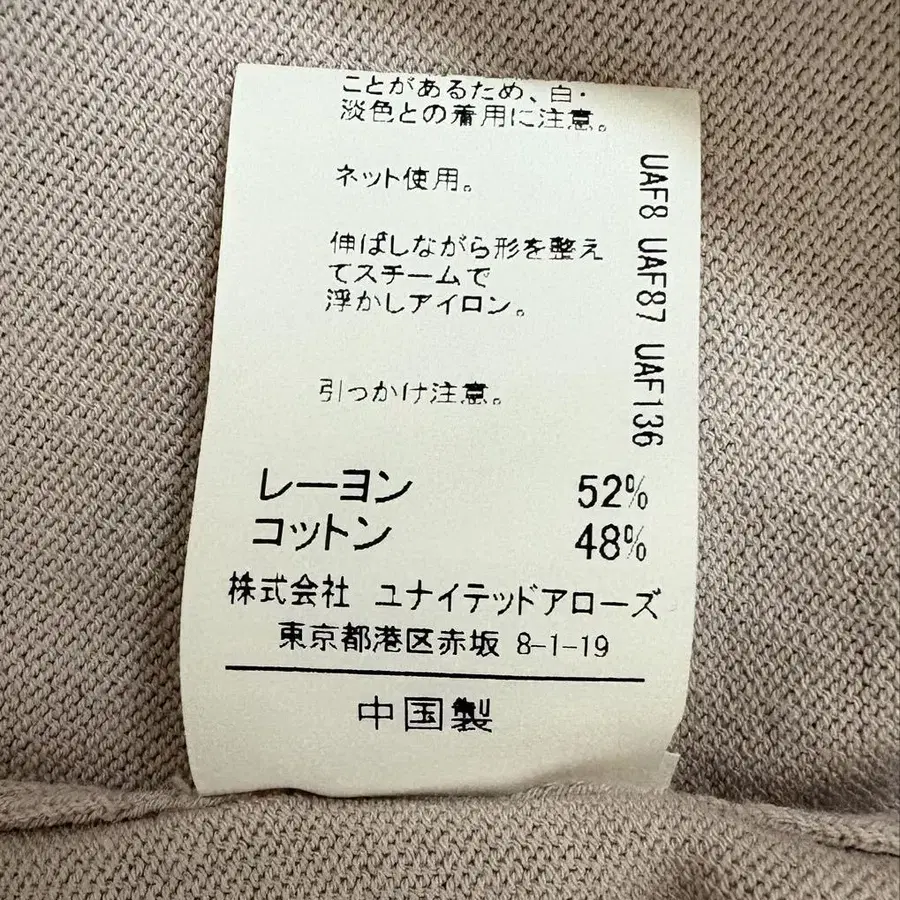 ことがあるため、白・
淡色との着用に注意。
ネット使用。
伸ばしながら形を整え
てスチームで
浮かしアイロン。
引っかけ注意。
UAF8 UAF87 UAF136
レーヨン 52%
コットン 48%
株式会社 ユナイテッドアローズ
東京都港区赤坂 8-1-19
中国製